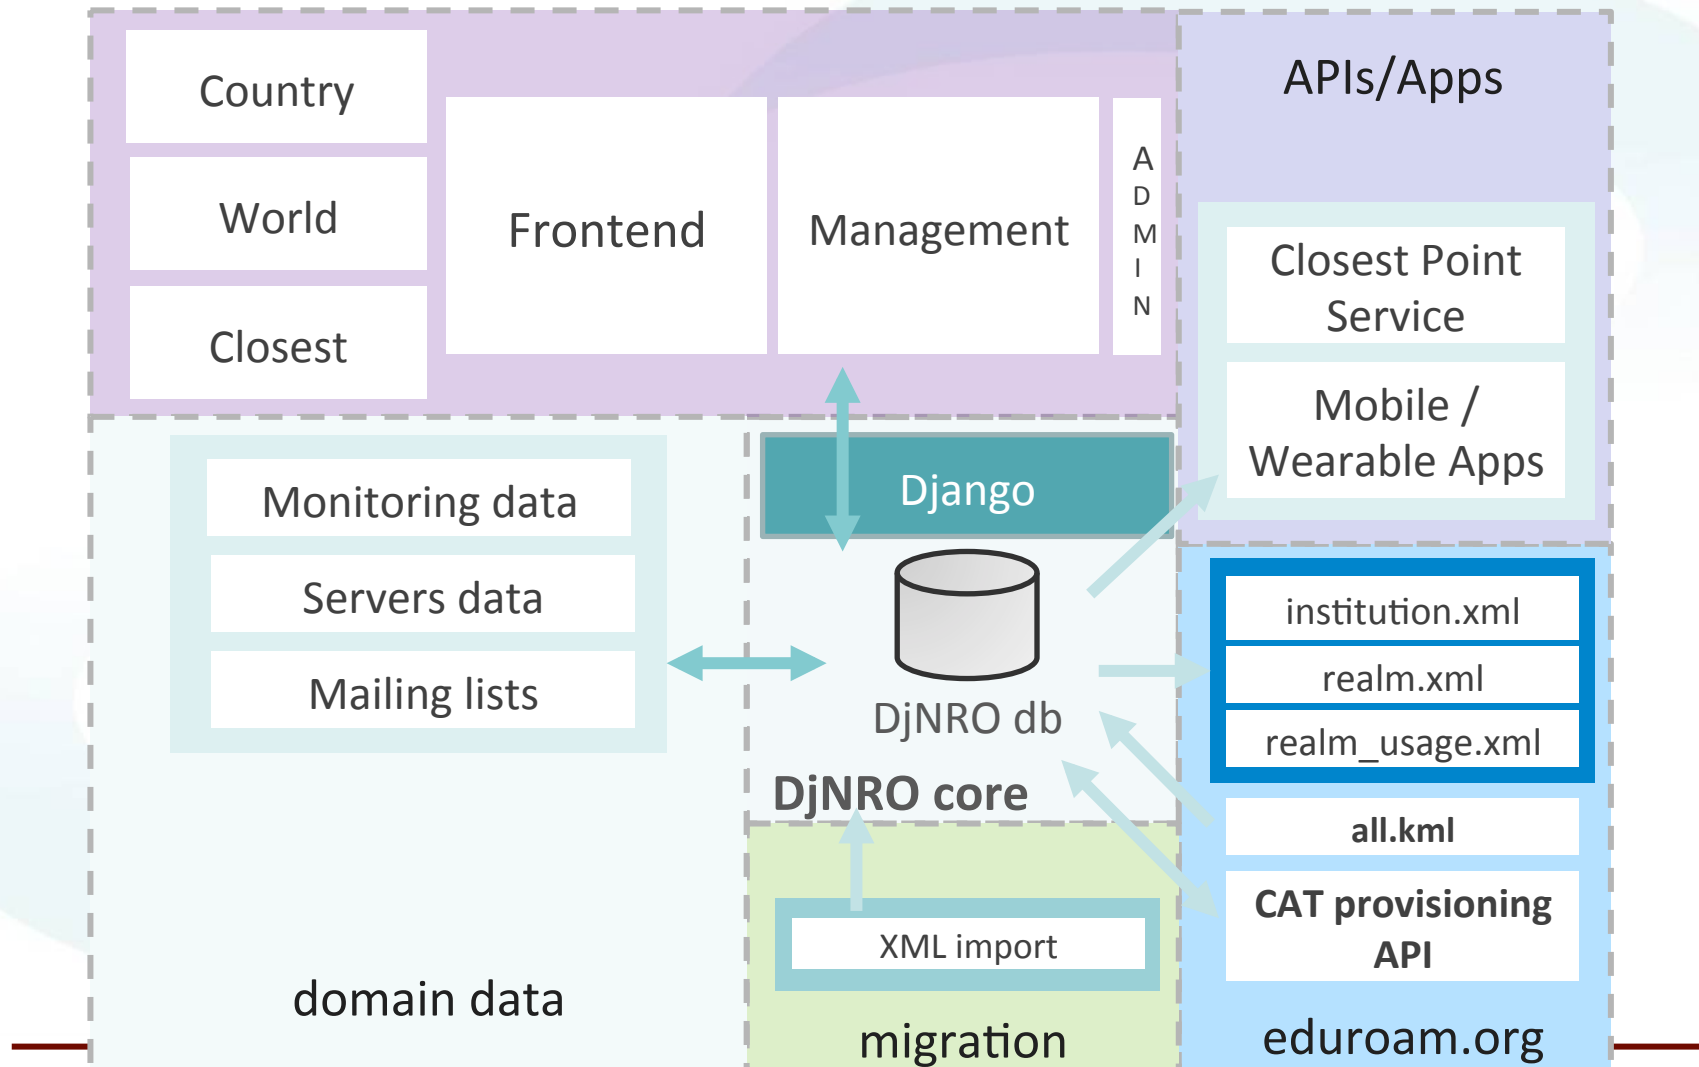 Country
World
Closest
Frontend
Management
A
D
M
I
N
APIs/Apps
Closest Point
Service
Mobile /
Wearable Apps
Monitoring data
Servers data
Mailing lists
domain data
Django
DjNRO db
DjNRO core
XML import
migration
institution.xml
realm.xml
realm_usage.xml
all.kml
CAT provisioning
API
eduroam.org